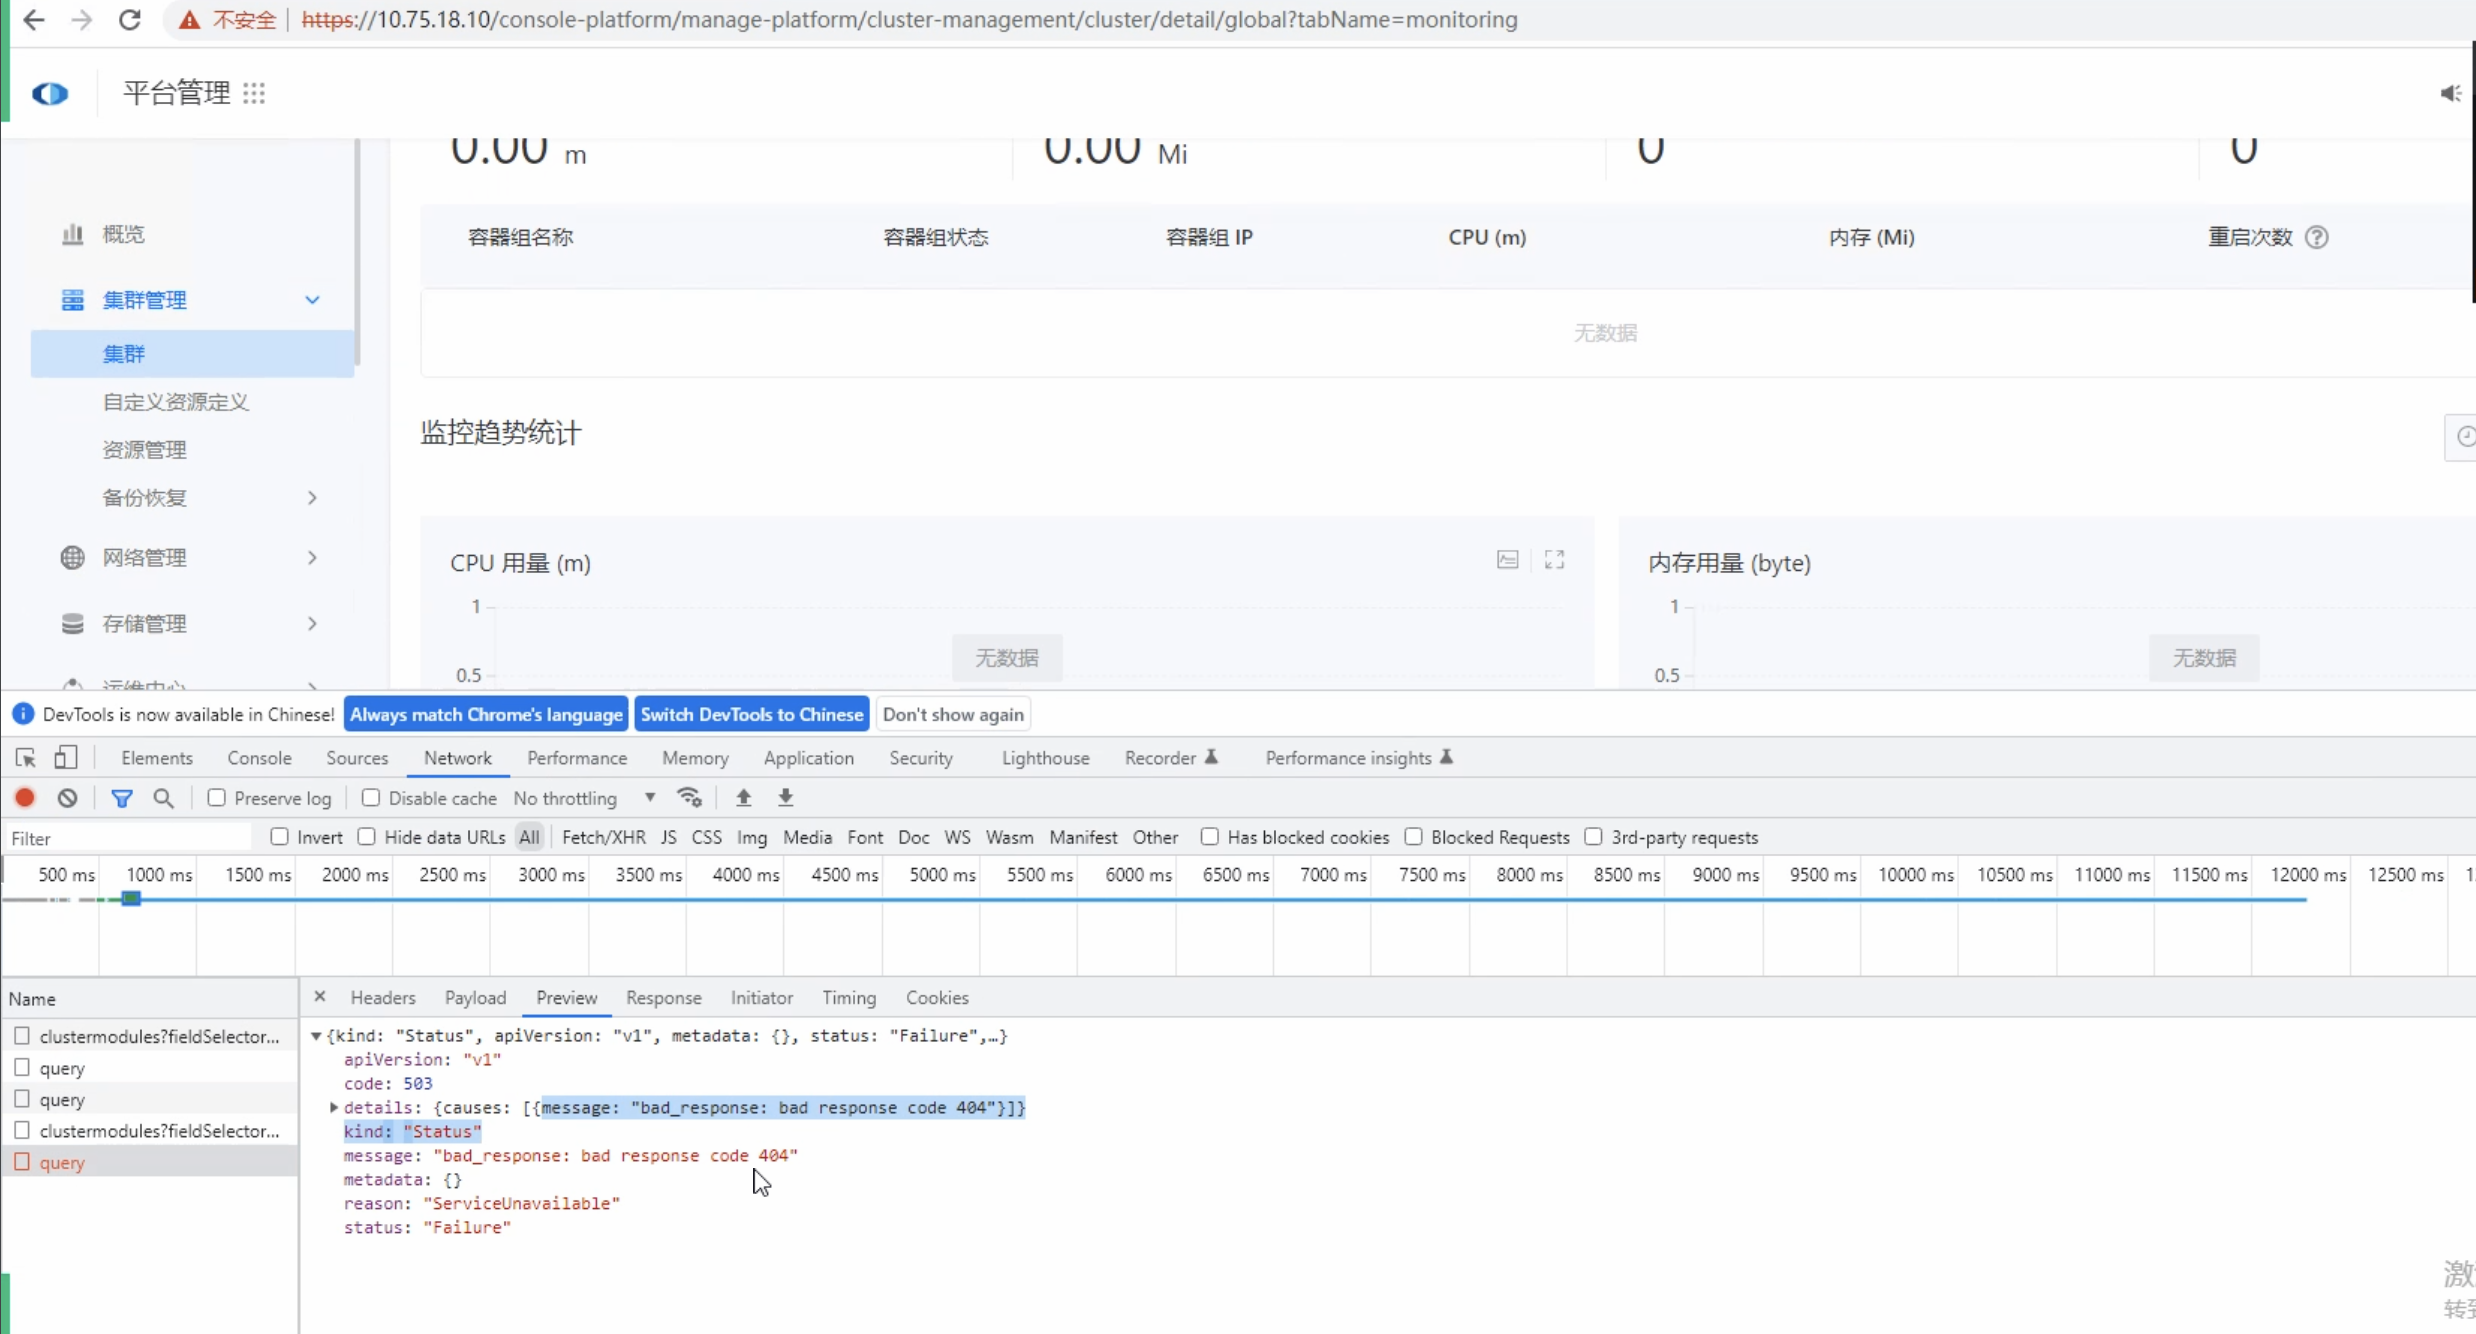 不安全 https://10.75.18.10/console-platform/manage-platform/cluster-management/cluster/detail/global?tabName=monitoring
平台管理
0.00 m 0.00 Mi 0 0
概览
集群管理
集群
自定义资源定义
资源管理
备份恢复
网络管理
存储管理
运维中心
容器组名称 容器组状态 容器组 IP CPU (m) 内存 (Mi) 重启次数 ?
无数据
监控趋势统计
CPU 用量 (m) 内存用量 (byte)
1 1
无数据 无数据
0.5 0.5
DevTools is now available in Chinese! Always match Chrome's language Switch DevTools to Chinese Don't show again
Elements Console Sources Network Performance Memory Application Security Lighthouse Recorder Performance insights
Preserve log Disable cache No throttling
Filter Invert Hide data URLs All Fetch/XHR JS CSS Img Media Font Doc WS Wasm Manifest Other Has blocked cookies Blocked Requests 3rd-party requests
500 ms 1000 ms 1500 ms 2000 ms 2500 ms 3000 ms 3500 ms 4000 ms 4500 ms 5000 ms 5500 ms 6000 ms 6500 ms 7000 ms 7500 ms 8000 ms 8500 ms 9000 ms 9500 ms 10000 ms 10500 ms 11000 ms 11500 ms 12000 ms 12500 ms
Name
clustermodules?fieldSelector...
query
query
clustermodules?fieldSelector...
query
× Headers Payload Preview Response Initiator Timing Cookies
{kind: "Status", apiVersion: "v1", metadata: {}, status: "Failure",…}
apiVersion: "v1"
code: 503
details: {causes: [{message: "bad_response: bad response code 404"}]}
kind: "Status"
message: "bad_response: bad response code 404"
metadata: {}
reason: "ServiceUnavailable"
status: "Failure"
激
转到